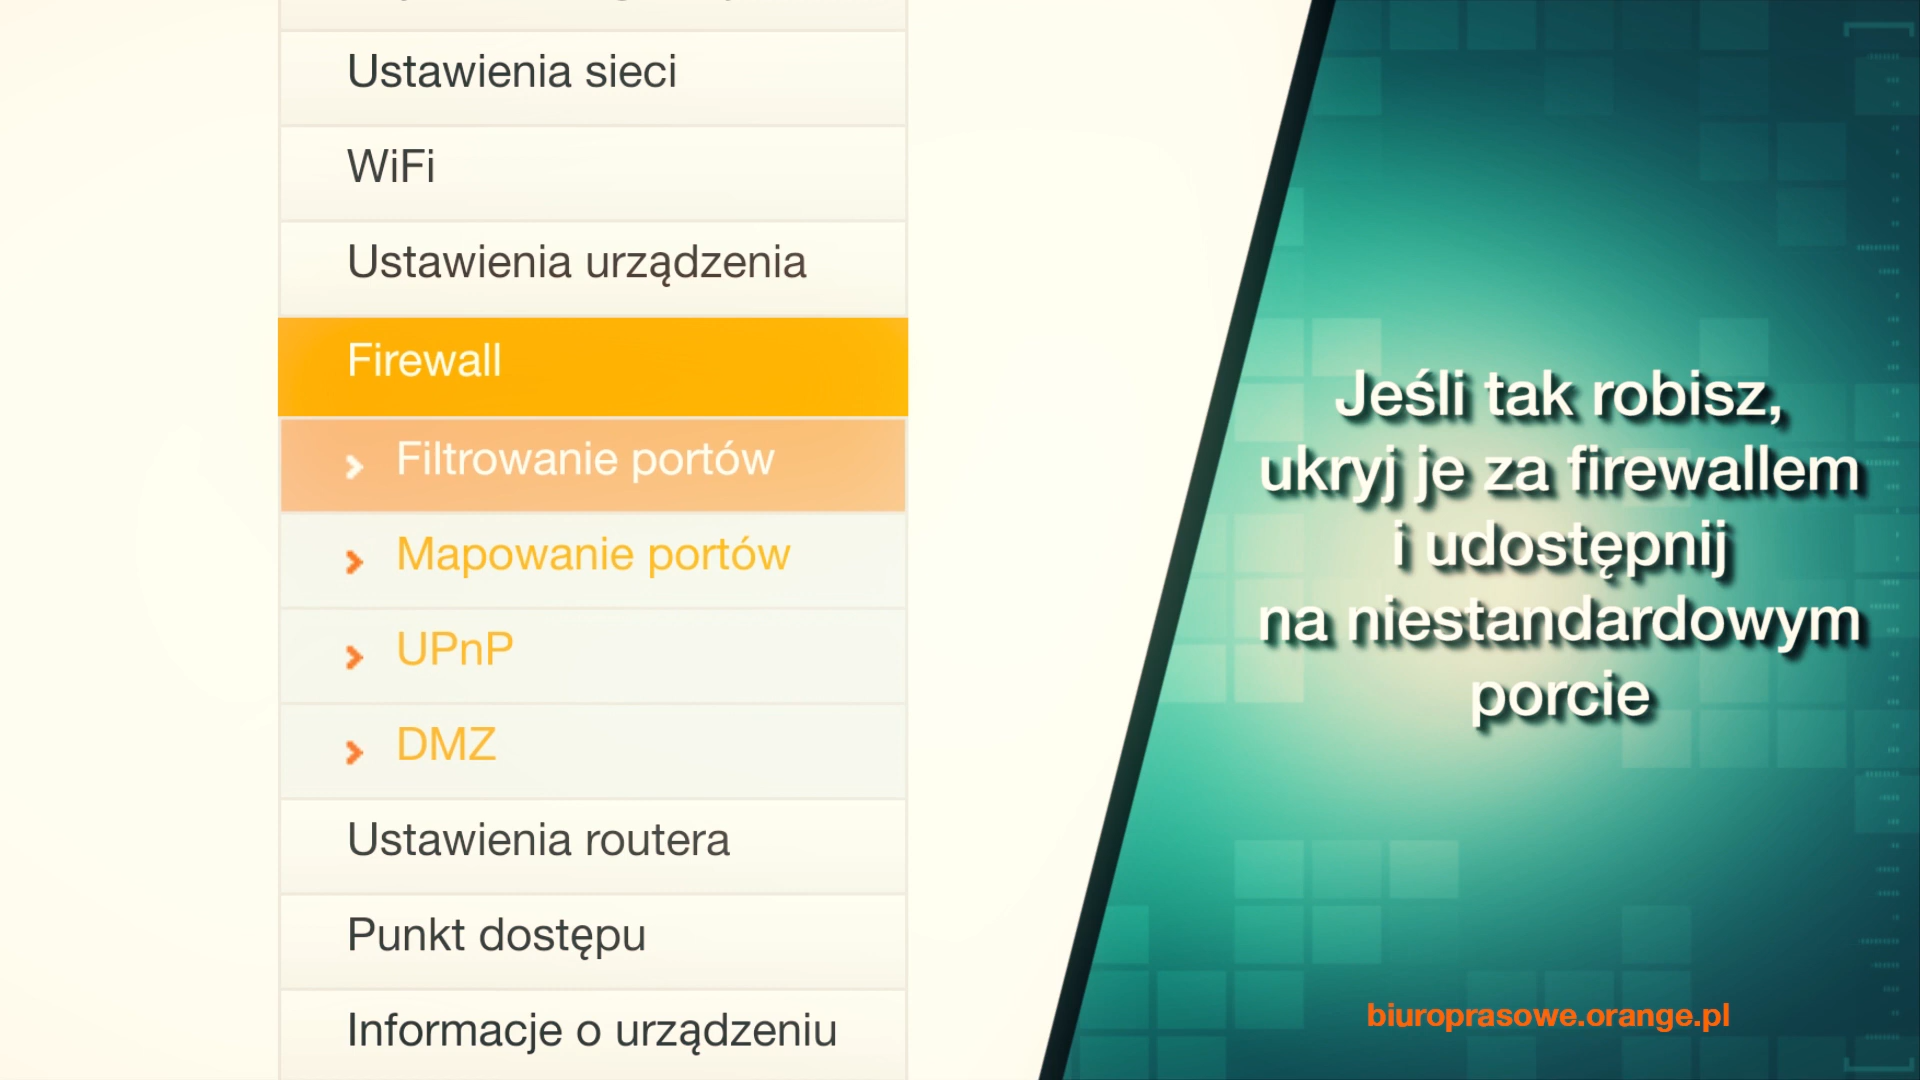 Ustawienia sieci
WiFi
Ustawienia urządzenia
Firewall
Filtrowanie portów
Mapowanie portów
UPnP
DMZ
Ustawienia routera
Punkt dostępu
Informacje o urządzeniu
Jeśli tak robisz,
ukryj je za firewallem
i udostępnij
na niestandardowym
porcie
biuroprasowe.orange.pl